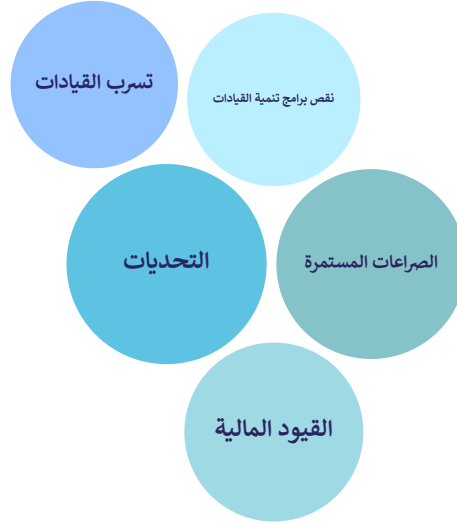 تسرب القيادات
نقص برامج تنمية القيادات
التحديات
الصراعات المستمرة
القيود المالية